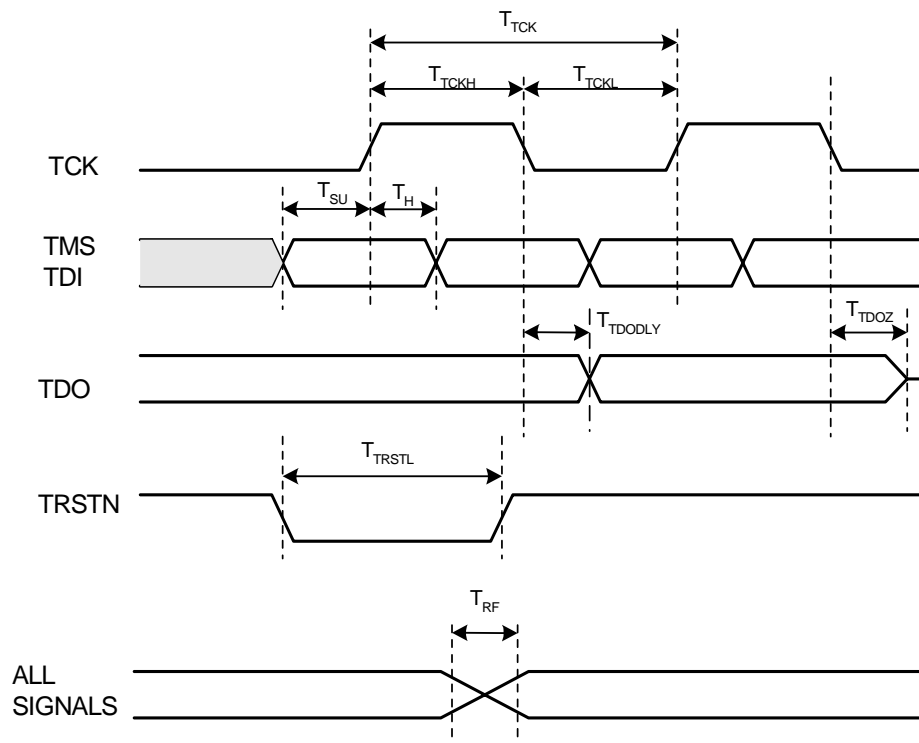 T_TCK
T_TCKH T_TCKL
TCK
T_SU T_H
TMS
TDI
T_TDODLY T_TDOZ
TDO
T_TRSTL
TRSTN
T_RF
ALL
SIGNALS